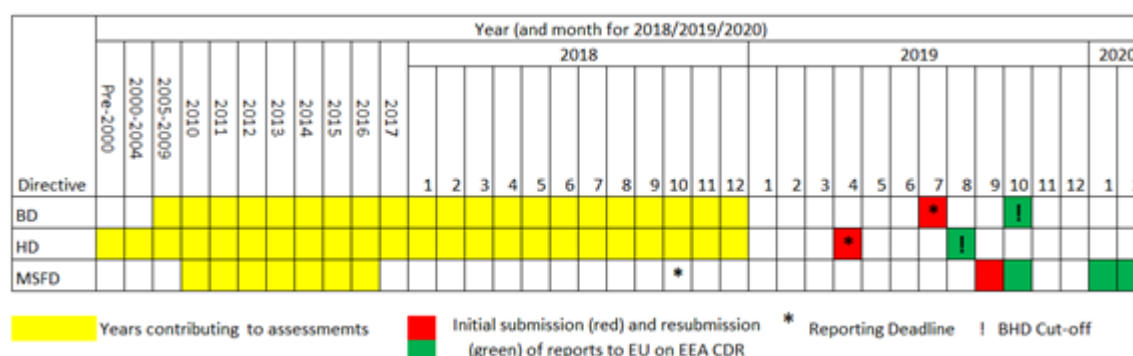 Year (and month for 2018/2019/2020)
2018 2019 2020
Directive Pre-2000 2000-2004 2005-2009 2010 2011 2012 2013 2014 2015 2016 2017 1 2 3 4 5 6 7 8 9 10 11 12 1 2 3 4 5 6 7 8 9 10 11 12 1
BD * !
HD * !
MSFD *
Years contributing to assessmemts
Initial submission (red) and resubmission
(green) of reports to EU on EEA CDR
* Reporting Deadline
! BHD Cut-off